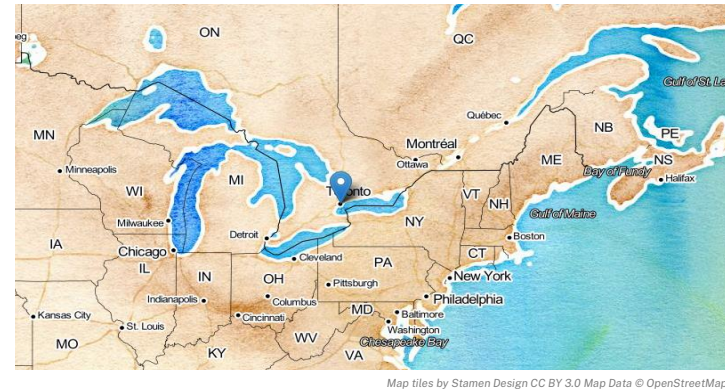 ON
QC
Gulf of St. La
Québec
MN
NB
PE
Montréal
Ottawa
ME
NS
Minneapolis
Bay of Fundy
Halifax
WI
MI
VT
NH
Gulf of Maine
NY
Milwaukee
Detroit
Boston
IA
Chicago
CT
Cleveland
IL
IN
OH
PA
New York
Pittsburgh
Indianapolis
Columbus
Philadelphia
MD
Baltimore
Kansas City
St. Louis
Cincinnati
Washington
WV
Chesapeake Bay
MO
KY
VA
Map tiles by Stamen Design CC BY 3.0 Map Data © OpenStreetMap